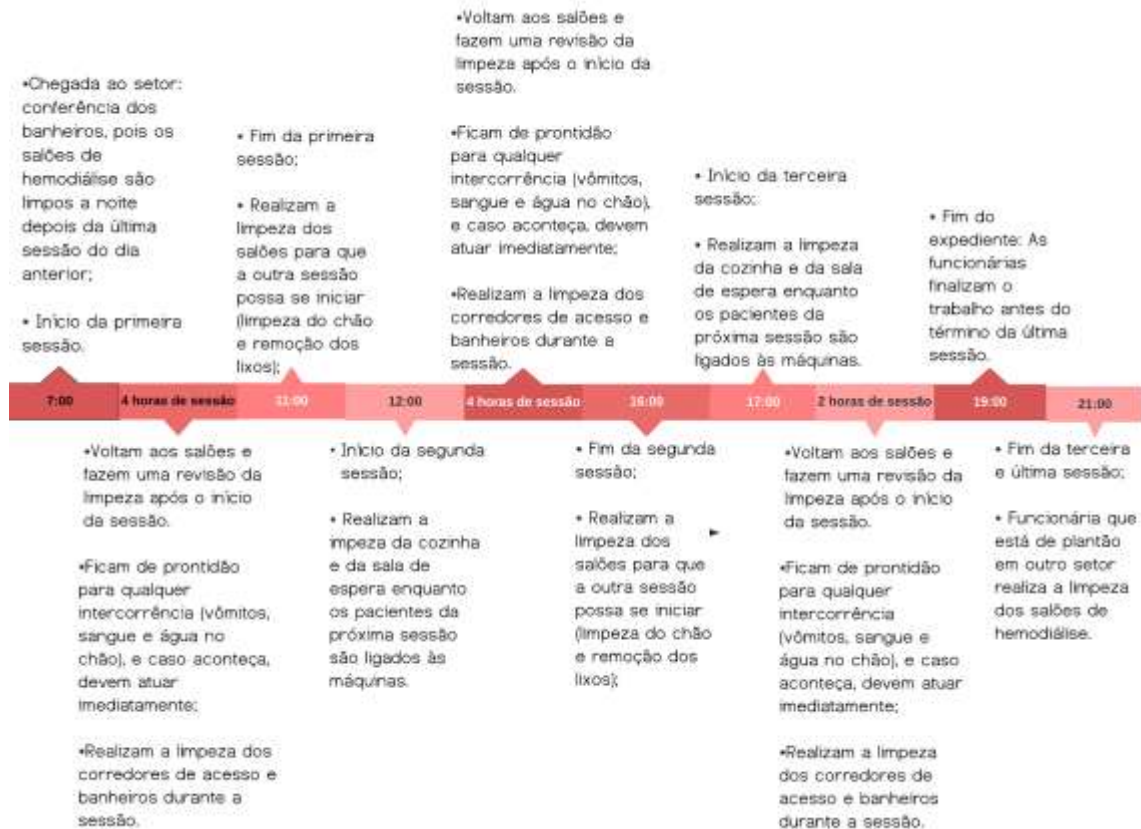 •Chegada ao setor:
conferência dos
banheiros, pois os
salões de
hemodiálise são
limpos a noite
depois da última
sessão do dia
anterior;
• Início da primeira
sessão.
• Fim da primeira
sessão;
• Realizam a
limpeza dos
salões para que
a outra sessão
possa se iniciar
(limpeza do chão
e remoção dos
lixos);
•Voltam aos salões e
fazem uma revisão da
limpeza após o início da
sessão.
•Ficam de prontidão
para qualquer
intercorrência (vômitos,
sangue e água no chão),
e caso aconteça, devem
atuar imediatamente;
•Realizam a limpeza dos
corredores de acesso e
banheiros durante a
sessão.
• Início da terceira
sessão;
• Realizam a limpeza
da cozinha e da sala
de espera enquanto
os pacientes da
próxima sessão são
ligados às máquinas.
• Fim do
expediente: As
funcionárias
finalizam o
trabalho antes do
término da última
sessão.
7:00 4 horas de sessão 11:00 12:00 4 horas de sessão 16:00 17:00 2 horas de sessão 19:00 21:00
•Voltam aos salões e
fazem uma revisão da
limpeza após o início
da sessão.
•Ficam de prontidão
para qualquer
intercorrência (vômitos,
sangue e água no
chão), e caso aconteça,
devem atuar
imediatamente;
•Realizam a limpeza dos
corredores de acesso e
banheiros durante a
sessão.
• Início da segunda
sessão;
• Realizam a
impeza da cozinha
e da sala de
espera enquanto
os pacientes da
próxima sessão
são ligados às
máquinas.
• Fim da segunda
sessão;
• Realizam a
limpeza dos
salões para que
a outra sessão
possa se iniciar
(limpeza do chão
e remoção dos
lixos);
•Voltam aos salões e
fazem uma revisão da
limpeza após o início
da sessão.
•Ficam de prontidão
para qualquer
intercorrência
(vômitos, sangue e
água no chão), e caso
aconteça, devem atuar
imediatamente;
•Realizam a limpeza
dos corredores de
acesso e banheiros
durante a sessão.
• Fim da terceira
e última sessão;
• Funcionária que
está de plantão
em outro setor
realiza a limpeza
dos salões de
hemodiálise.